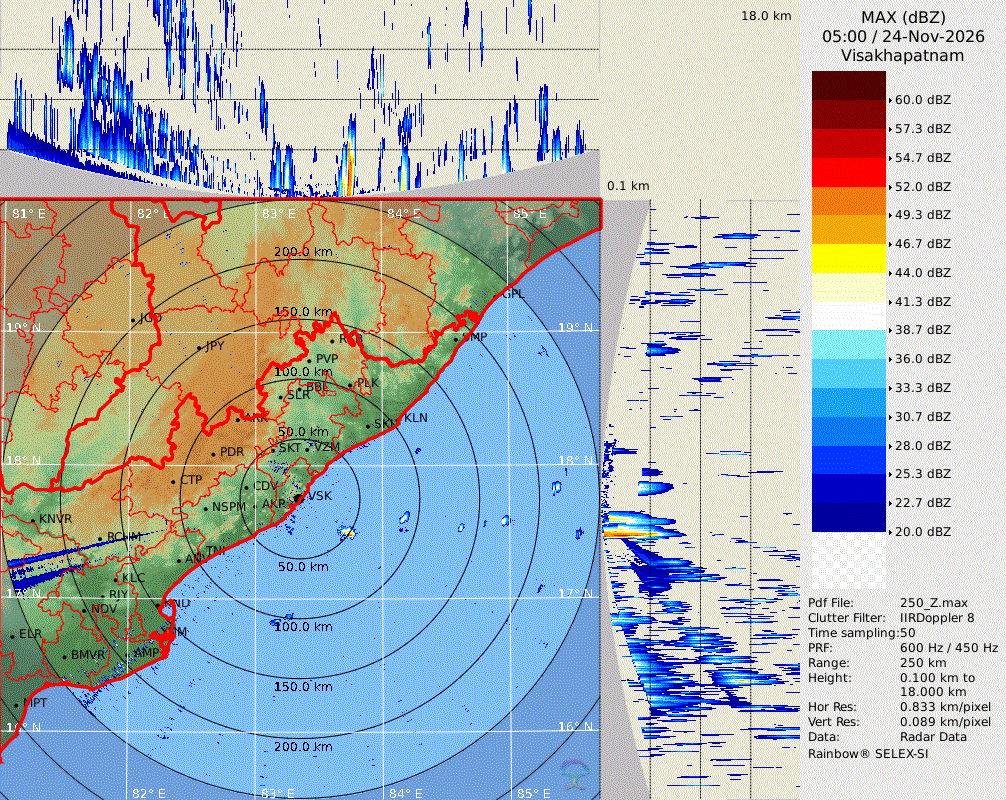 18.0 km
MAX (dBZ)
05:00 / 24-Nov-2026
Visakhapatnam
60.0 dBZ
57.3 dBZ
54.7 dBZ
52.0 dBZ
49.3 dBZ
46.7 dBZ
44.0 dBZ
41.3 dBZ
38.7 dBZ
36.0 dBZ
33.3 dBZ
30.7 dBZ
28.0 dBZ
25.3 dBZ
22.7 dBZ
20.0 dBZ
0.1 km
81° E
82° E
83° E
84° E
85° E
200.0 km
GPL
150.0 km
JGD
19° N
19° N
JPY
PVP
100.0 km
PLK
SLR
KLN
50.0 km
SKT
VZM
PDR
18° N
18° N
CTP
CDV
VSK
NSPM
AKP
KNVR
TNI
50.0 km
KLC
RJY
17° N
17° N
NDV
100.0 km
ELR
BMVR
AMP
150.0 km
16° N
16° N
200.0 km
82° E
83° E
84° E
85° E
Pdf File: 250_Z.max
Clutter Filter: IIRDoppler 8
Time sampling:50
PRF: 600 Hz / 450 Hz
Range: 250 km
Height: 0.100 km to
18.000 km
Hor Res: 0.833 km/pixel
Vert Res: 0.089 km/pixel
Data: Radar Data
Rainbow® SELEX-SI